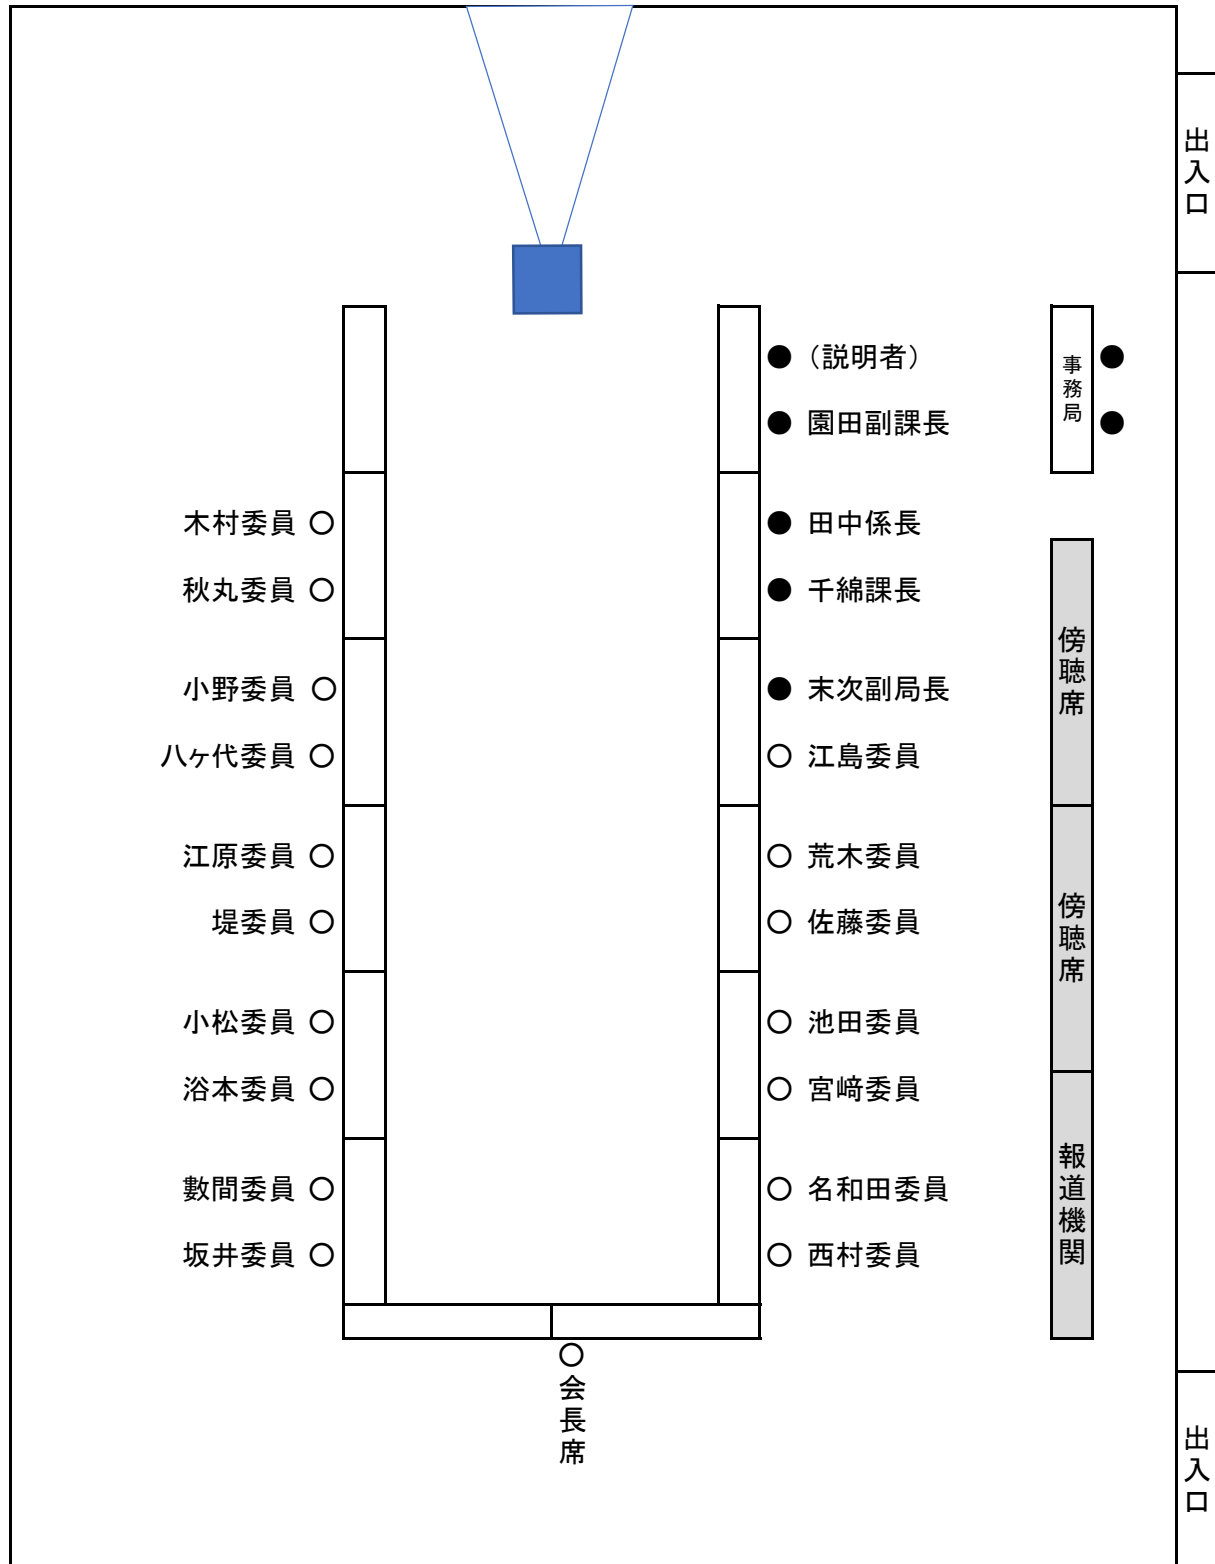 出入口
（説明者）
事務局
園田副課長
木村委員
田中係長
秋丸委員
千綿課長
傍聴席
小野委員
末次副局長
八ヶ代委員
江島委員
江原委員
荒木委員
堤委員
佐藤委員
傍聴席
小松委員
池田委員
浴本委員
宮﨑委員
數間委員
名和田委員
報道機関
坂井委員
西村委員
会長席
出入口